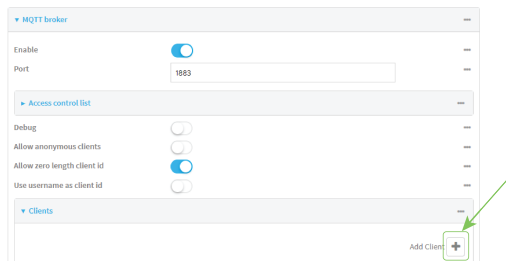 MQTT broker
Enable
Port
1883
Access control list
Debug
Allow anonymous clients
Allow zero length client id
Use username as client id
Clients
Add Client